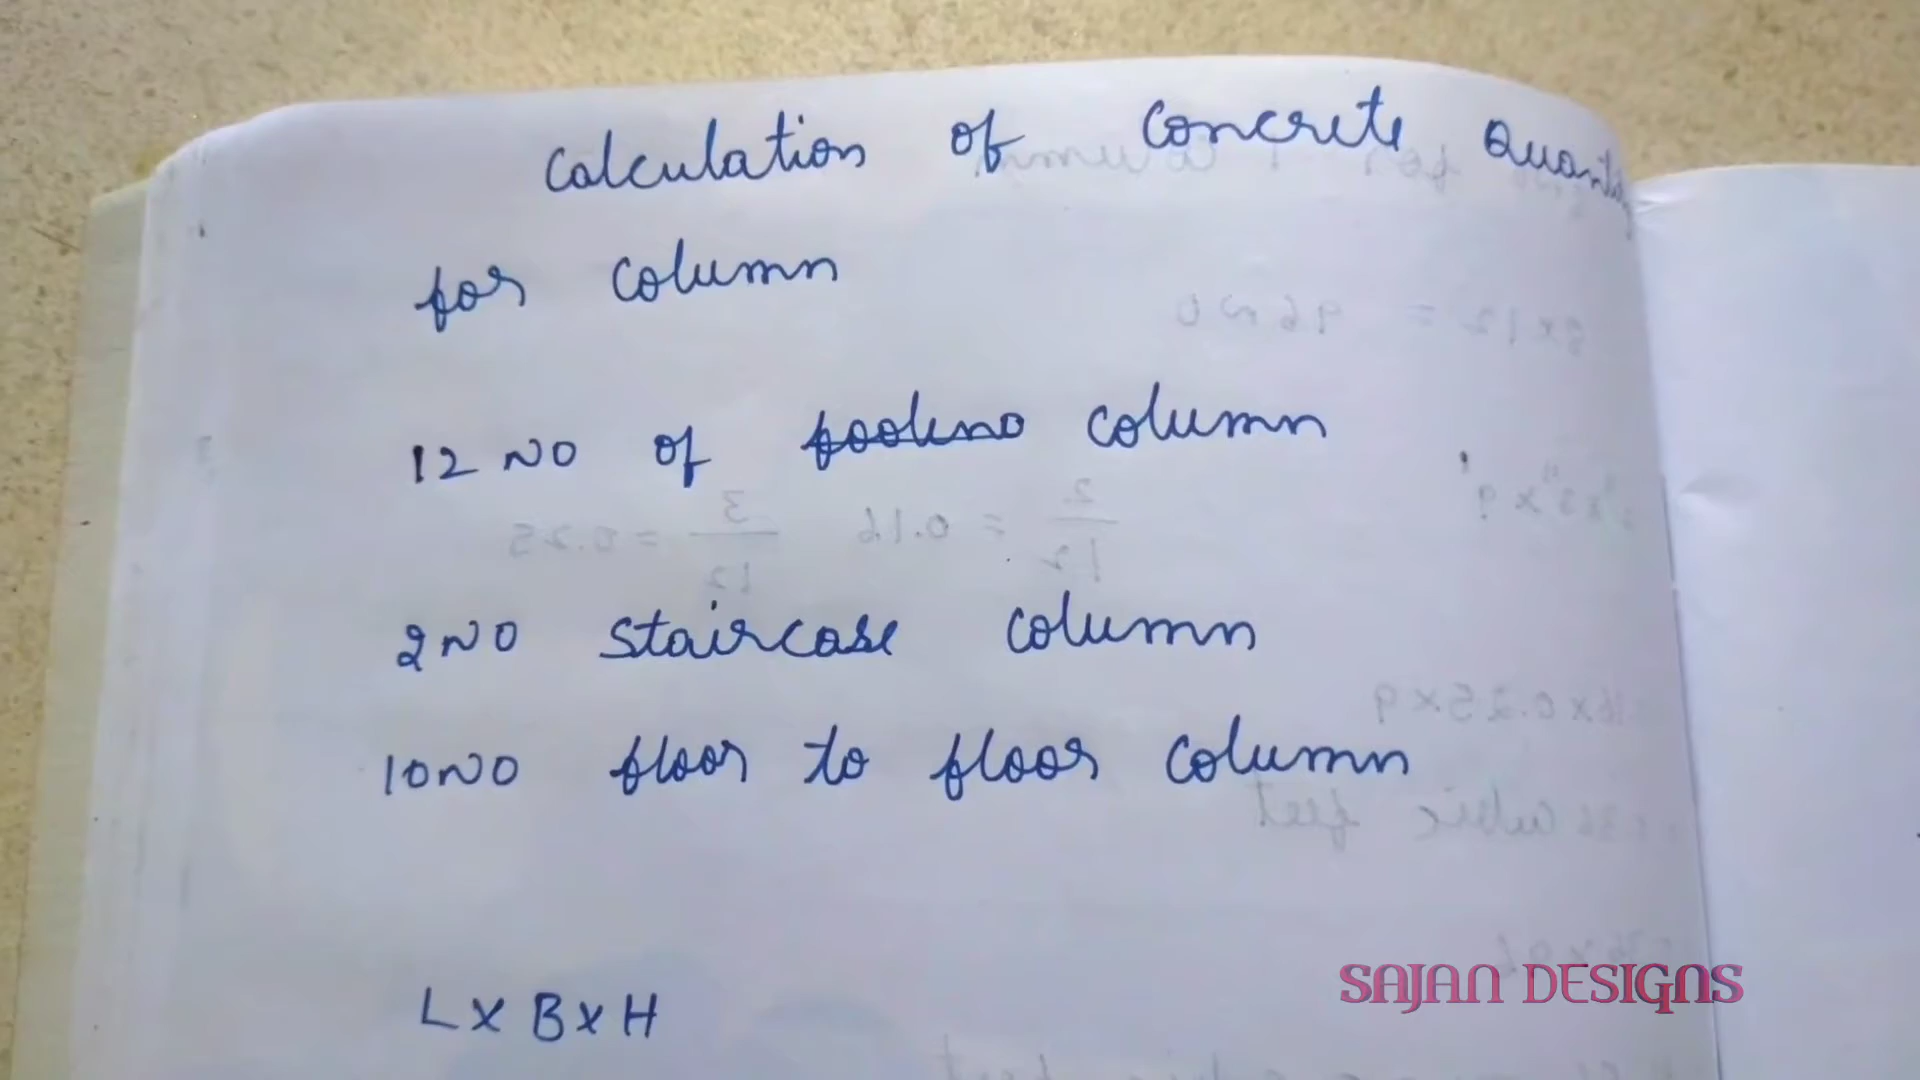 Calculation of Concrete Quantity
for column
12 NO of footing column
2 NO staircase column
10 NO floor to floor column
L x B x H
SAJAN DESIGNS